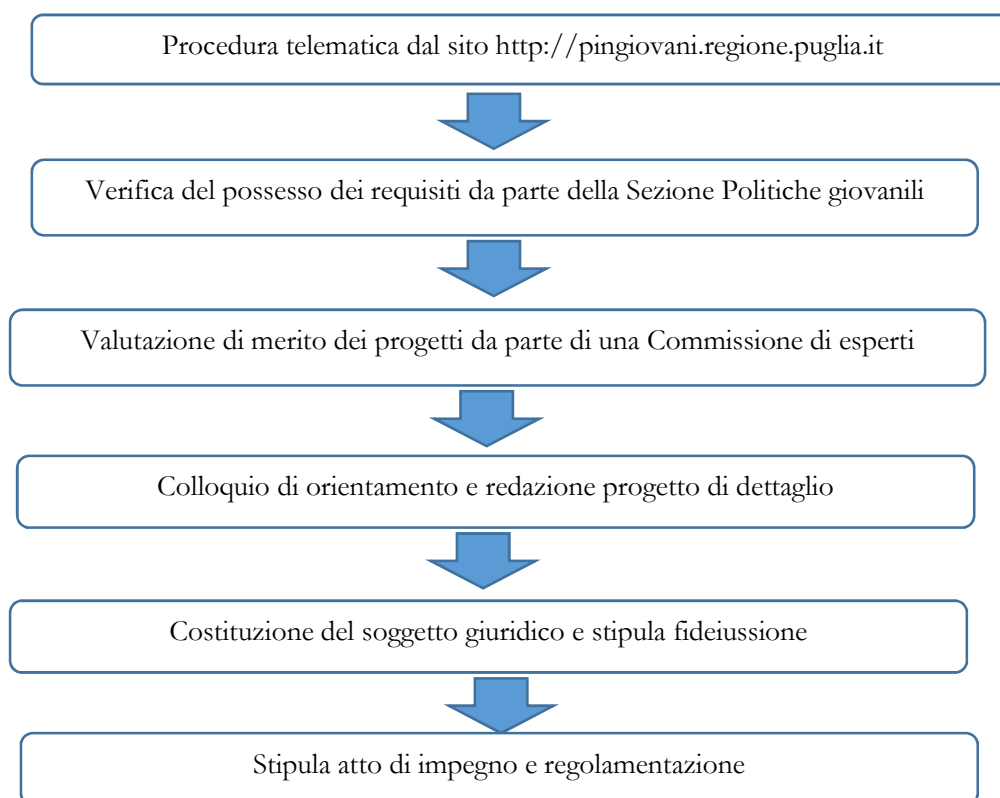 Procedura telematica dal sito http://pingiovani.regione.puglia.it
Verifica del possesso dei requisiti da parte della Sezione Politiche giovanili
Valutazione di merito dei progetti da parte di una Commissione di esperti
Colloquio di orientamento e redazione progetto di dettaglio
Costituzione del soggetto giuridico e stipula fideiussione
Stipula atto di impegno e regolamentazione